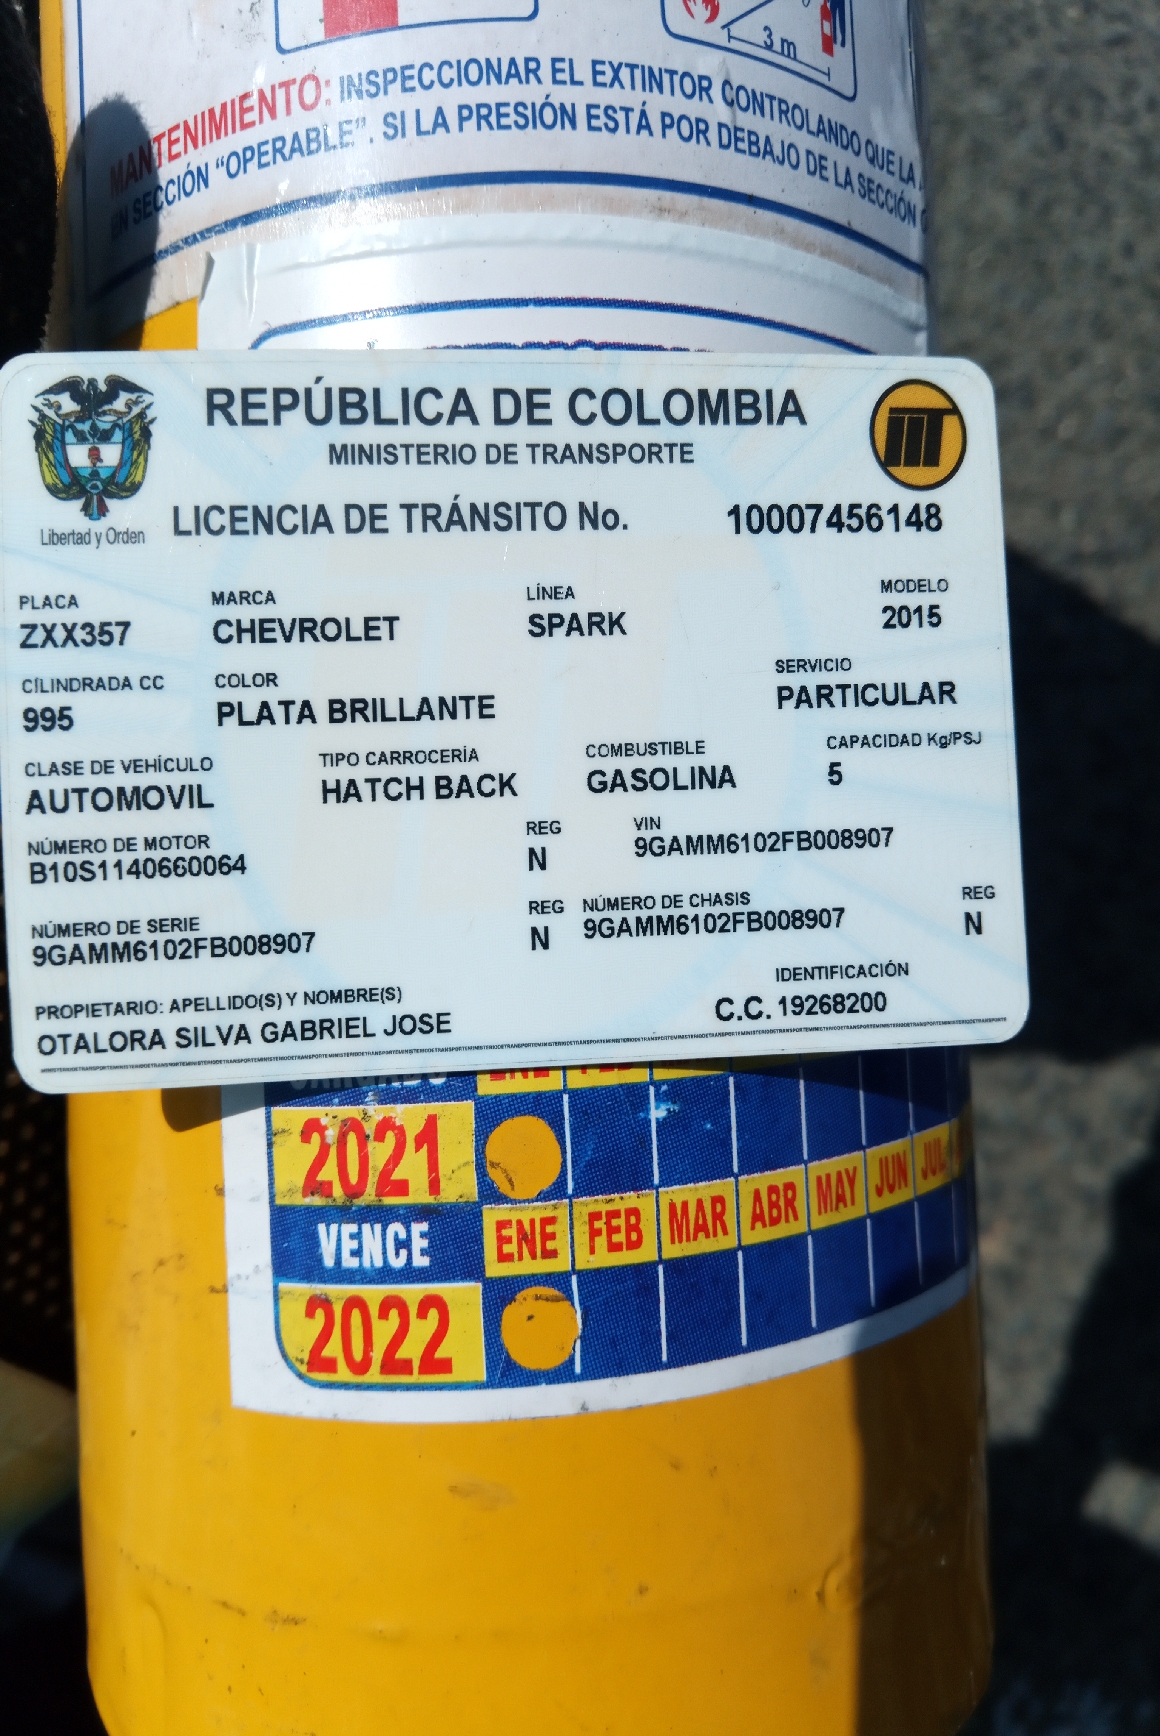 3 m
MANTENIMIENTO: INSPECCIONAR EL EXTINTOR CONTROLANDO QUE LA
EN SECCIÓN "OPERABLE". SI LA PRESIÓN ESTÁ POR DEBAJO DE LA SECCIÓN
REPÚBLICA DE COLOMBIA
MINISTERIO DE TRANSPORTE
Libertad y Orden
LICENCIA DE TRÁNSITO No. 10007456148
PLACA MARCA LÍNEA MODELO
ZXX357 CHEVROLET SPARK 2015
CILINDRADA CC COLOR SERVICIO
995 PLATA BRILLANTE PARTICULAR
CLASE DE VEHÍCULO TIPO CARROCERÍA COMBUSTIBLE CAPACIDAD Kg/PSJ
AUTOMOVIL HATCH BACK GASOLINA 5
NÚMERO DE MOTOR REG VIN
B10S1140660064 N 9GAMM6102FB008907
NÚMERO DE SERIE REG NÚMERO DE CHASIS REG
9GAMM6102FB008907 N 9GAMM6102FB008907 N
PROPIETARIO: APELLIDO(S) Y NOMBRE(S) IDENTIFICACIÓN
OTALORA SILVA GABRIEL JOSE C.C. 19268200
2021
VENCE ENE FEB MAR ABR MAY JUN JUL
2022